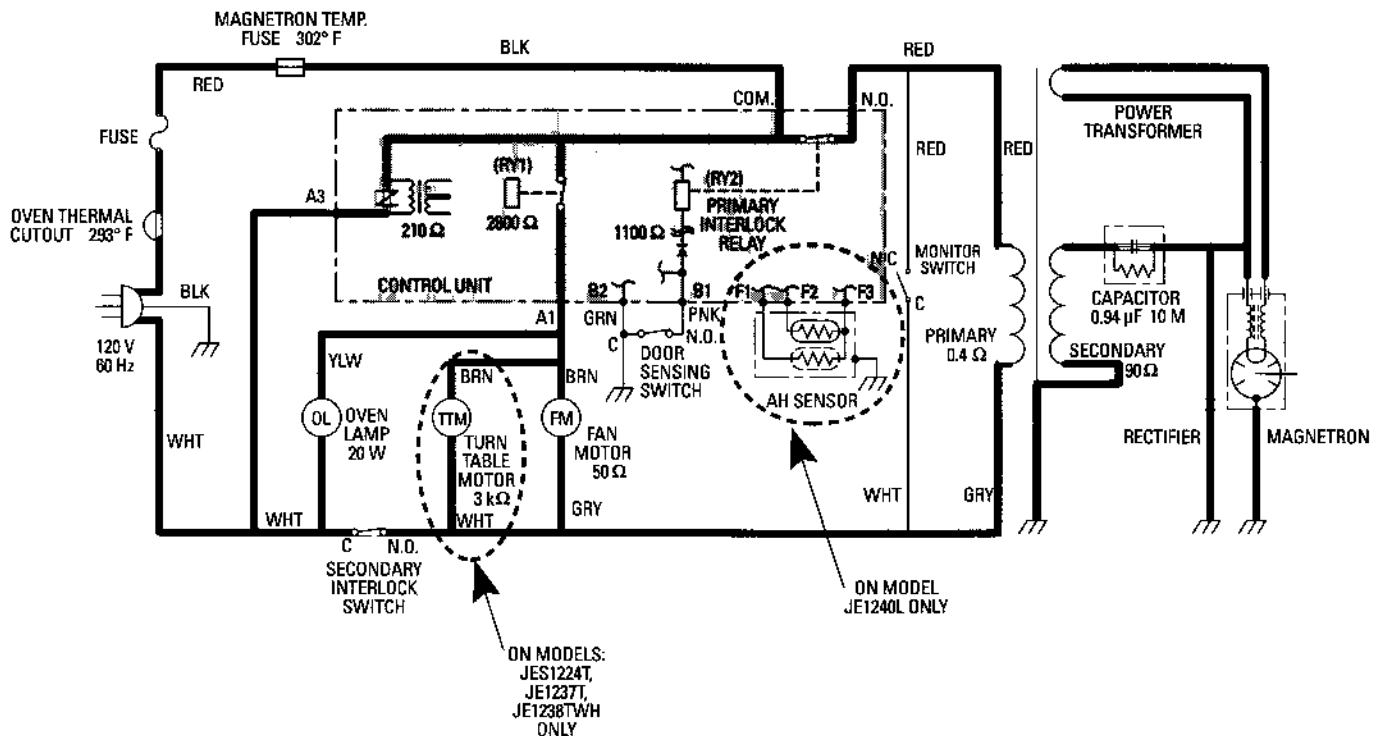 MAGNETRON TEMP.
FUSE 302° F
BLK
RED
RED
COM.
N.O.
POWER
TRANSFORMER
FUSE
RED
RED
(RY1)
(RY2)
A3
PRIMARY
INTERLOCK
RELAY
OVEN THERMAL
CUTOUT 293° F
210 Ω
2800 Ω
1100 Ω
N/C
MONITOR
SWITCH
C
CONTROL UNIT
BLK
B2
B1
F1
F2
F3
CAPACITOR
0.94 µF 10 M
GRN
PNK
A1
120 V
60 Hz
C
N.O.
DOOR
SENSING
SWITCH
PRIMARY
0.4 Ω
SECONDARY
90 Ω
YLW
BRN
BRN
AH SENSOR
OL
OVEN
LAMP
20 W
TTM
TURN
TABLE
MOTOR
3 kΩ
FM
FAN
MOTOR
50 Ω
RECTIFIER
MAGNETRON
WHT
WHT
GRY
WHT
WHT
GRY
C
N.O.
SECONDARY
INTERLOCK
SWITCH
ON MODEL
JE1240L ONLY
ON MODELS:
JES1224T,
JE1237T,
JE1238TWH
ONLY